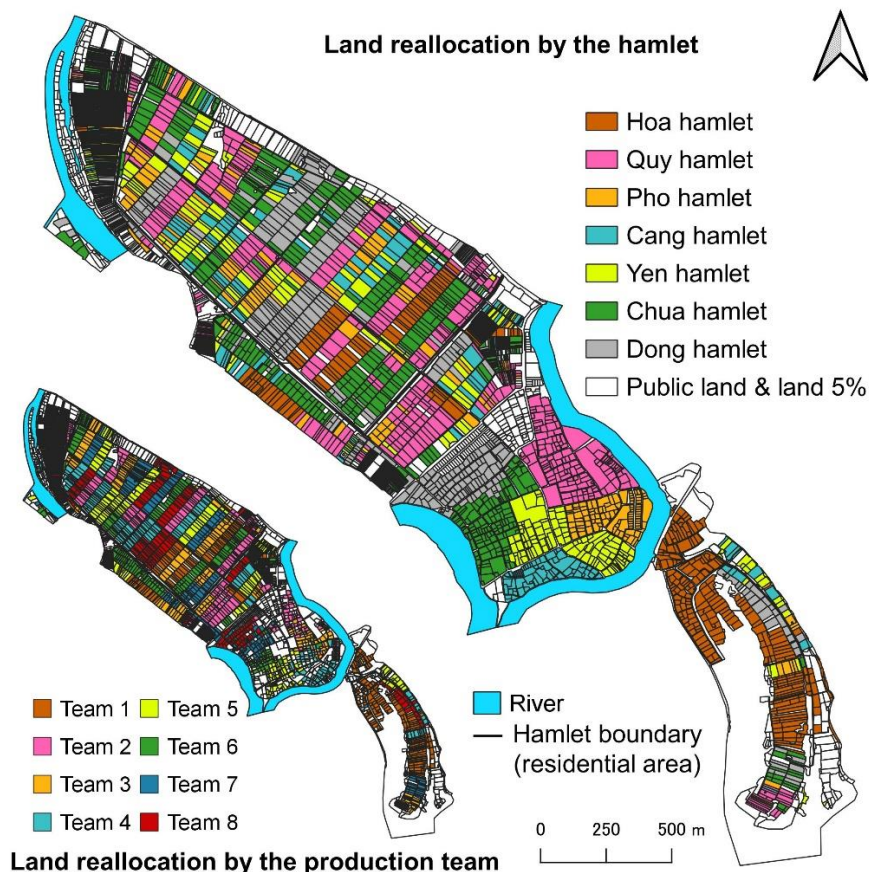 Land reallocation by the hamlet
Hoa hamlet
Quy hamlet
Pho hamlet
Cang hamlet
Yen hamlet
Chua hamlet
Dong hamlet
Public land & land 5%
Team 1
Team 2
Team 3
Team 4
Team 5
Team 6
Team 7
Team 8
River
Hamlet boundary
(residential area)
0 250 500 m
Land reallocation by the production team